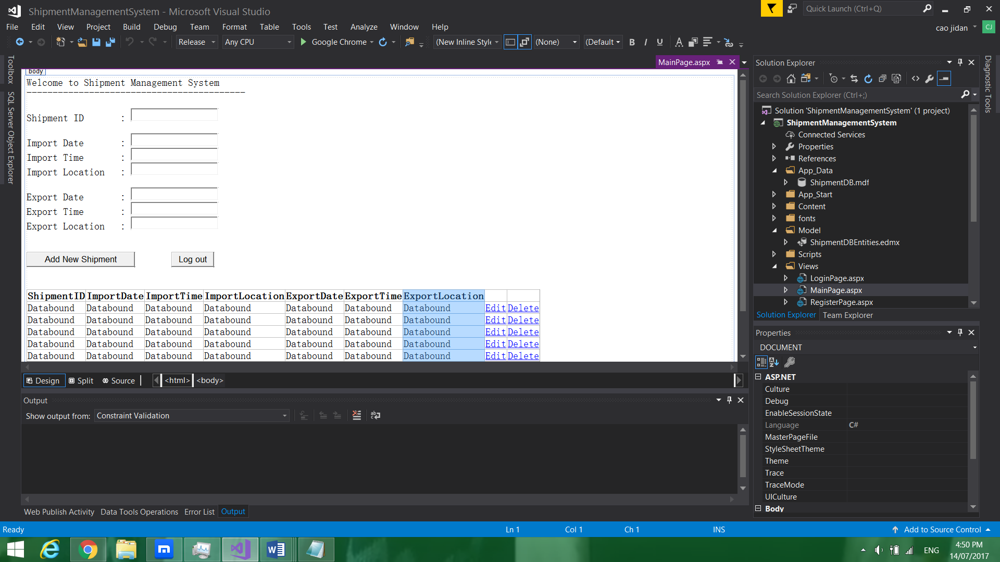 ShipmentManagementSystem - Microsoft Visual Studio
Quick Launch (Ctrl+Q)
File Edit View Project Build Debug Team Format Table Tools Test Analyze Window Help
cao jidan CJ
Release Any CPU Google Chrome (New Inline Style (None) (Default B I U
Toolbox
SQL Server Object Explorer
MainPage.aspx
body
Welcome to Shipment Management System
------------------------------------------
Shipment ID :
Import Date :
Import Time :
Import Location :
Export Date :
Export Time :
Export Location :
Add New Shipment Log out
ShipmentID ImportDate ImportTime ImportLocation ExportDate ExportTime ExportLocation
Databound Databound Databound Databound Databound Databound Databound Edit Delete
Databound Databound Databound Databound Databound Databound Databound Edit Delete
Databound Databound Databound Databound Databound Databound Databound Edit Delete
Databound Databound Databound Databound Databound Databound Databound Edit Delete
Databound Databound Databound Databound Databound Databound Databound Edit Delete
Design Split Source <html> <body>
Output
Show output from: Constraint Validation
Web Publish Activity Data Tools Operations Error List Output
Solution Explorer
Search Solution Explorer (Ctrl+;)
Solution 'ShipmentManagementSystem' (1 project)
ShipmentManagementSystem
Connected Services
Properties
References
App_Data
ShipmentDB.mdf
App_Start
Content
fonts
Model
ShipmentDBEntities.edmx
Scripts
Views
LoginPage.aspx
MainPage.aspx
RegisterPage.aspx
Solution Explorer Team Explorer
Properties
DOCUMENT
ASP.NET
Culture
Debug
EnableSessionState
Language C#
MasterPageFile
StyleSheetTheme
Theme
Trace
TraceMode
UICulture
Body
Diagnostic Tools
Ready Ln 1 Col 1 Ch 1 INS Add to Source Control
ENG
4:50 PM
14/07/2017